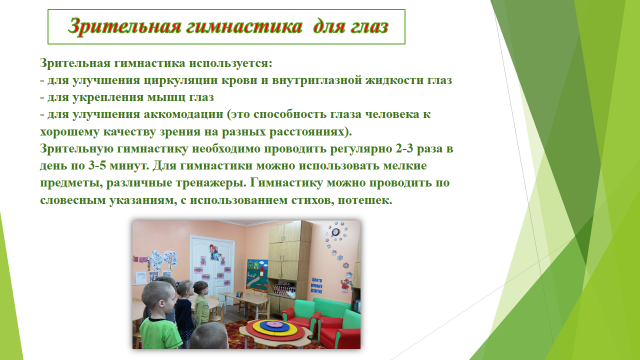 Зрительная гимнастика для глаз
Зрительная гимнастика используется:
- для улучшения циркуляции крови и внутриглазной жидкости глаз
- для укрепления мышц глаз
- для улучшения аккомодации (это способность глаза человека к
хорошему качеству зрения на разных расстояниях).
Зрительную гимнастику необходимо проводить регулярно 2-3 раза в
день по 3-5 минут. Для гимнастики можно использовать мелкие
предметы, различные тренажеры. Гимнастику можно проводить по
словесным указаниям, с использованием стихов, потешек.